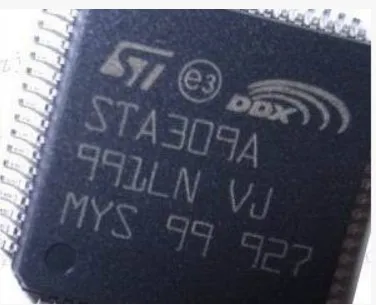 ST e3 DDX
STA309A
991LN VJ
MYS 99 927